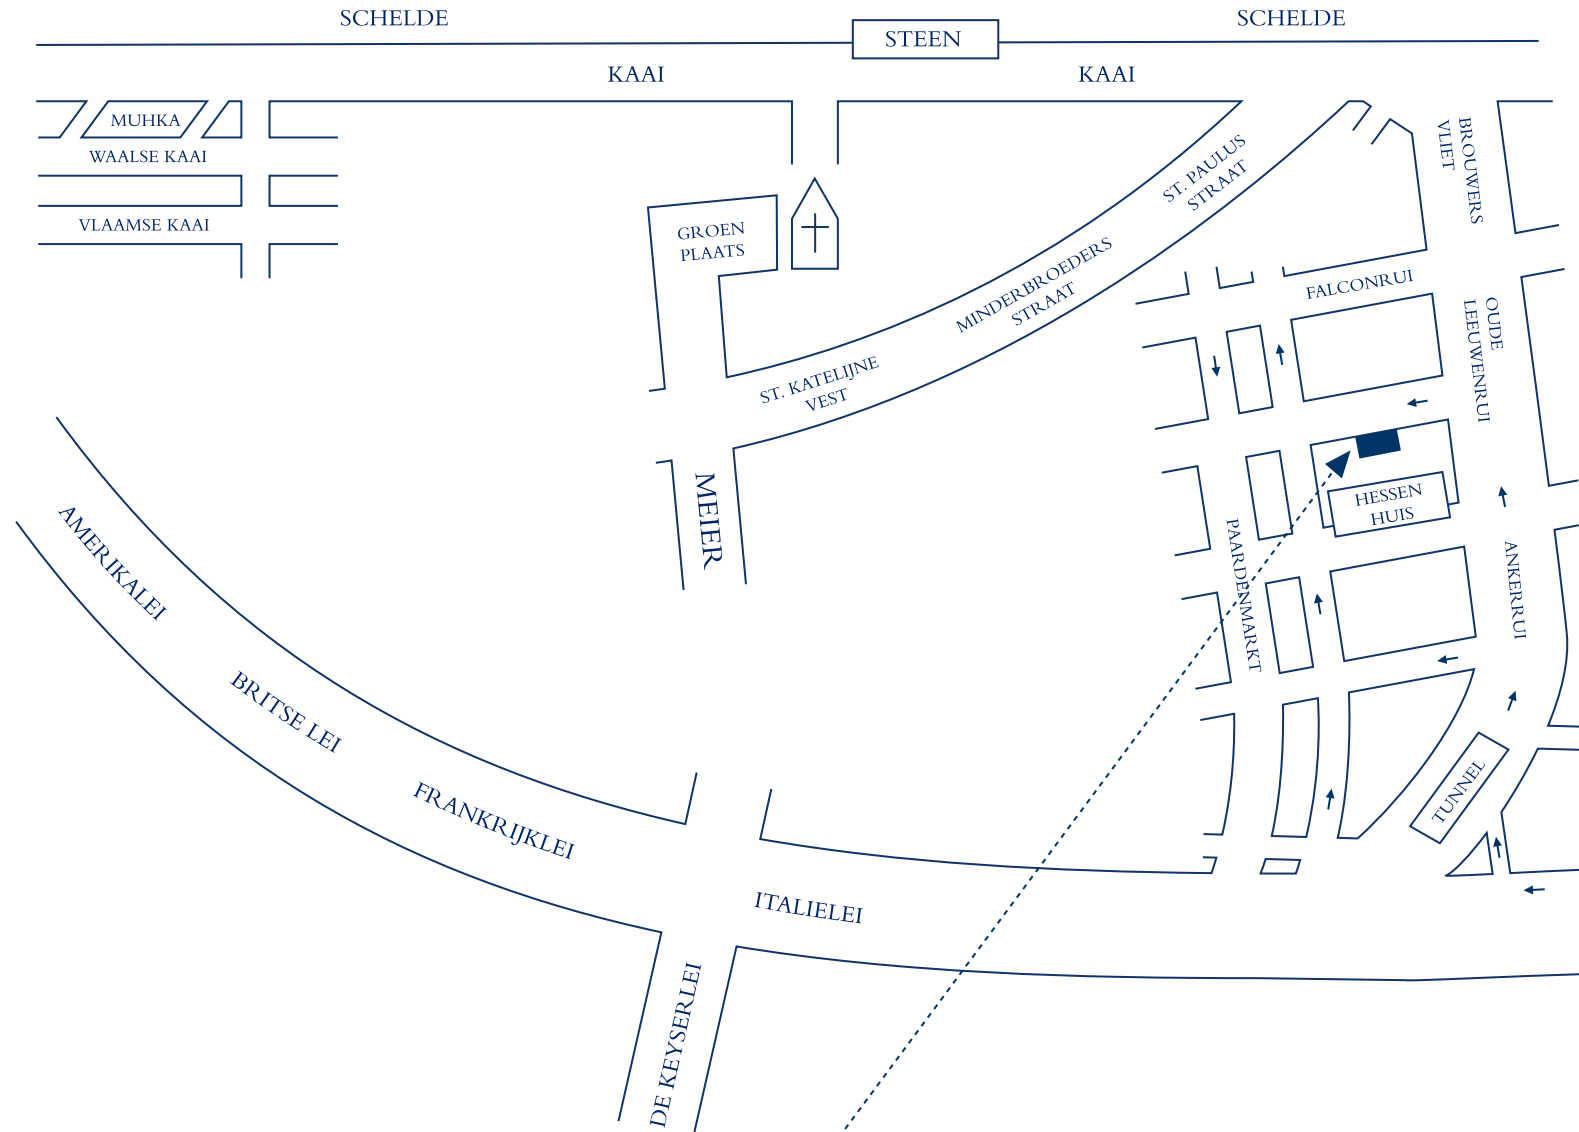 SCHELDE
SCHELDE
STEEN
KAAI
KAAI
MUHKA
WAALSE KAAI
VLAAMSE KAAI
GROEN
PLAATS
ST. PAULUS
STRAAT
MINDERBROEDERS
STRAAT
ST. KATELIJNE
VEST
BROUWERS
VLIET
FALCONRUI
OUDE
LEEUWENRUI
HESSEN
HUIS
MEIER
PAARDENMARKT
ANKERRUI
AMERIKALEI
BRITSE LEI
FRANKRIJKLEI
TUNNEL
ITALIELEI
DE KEYSERLEI